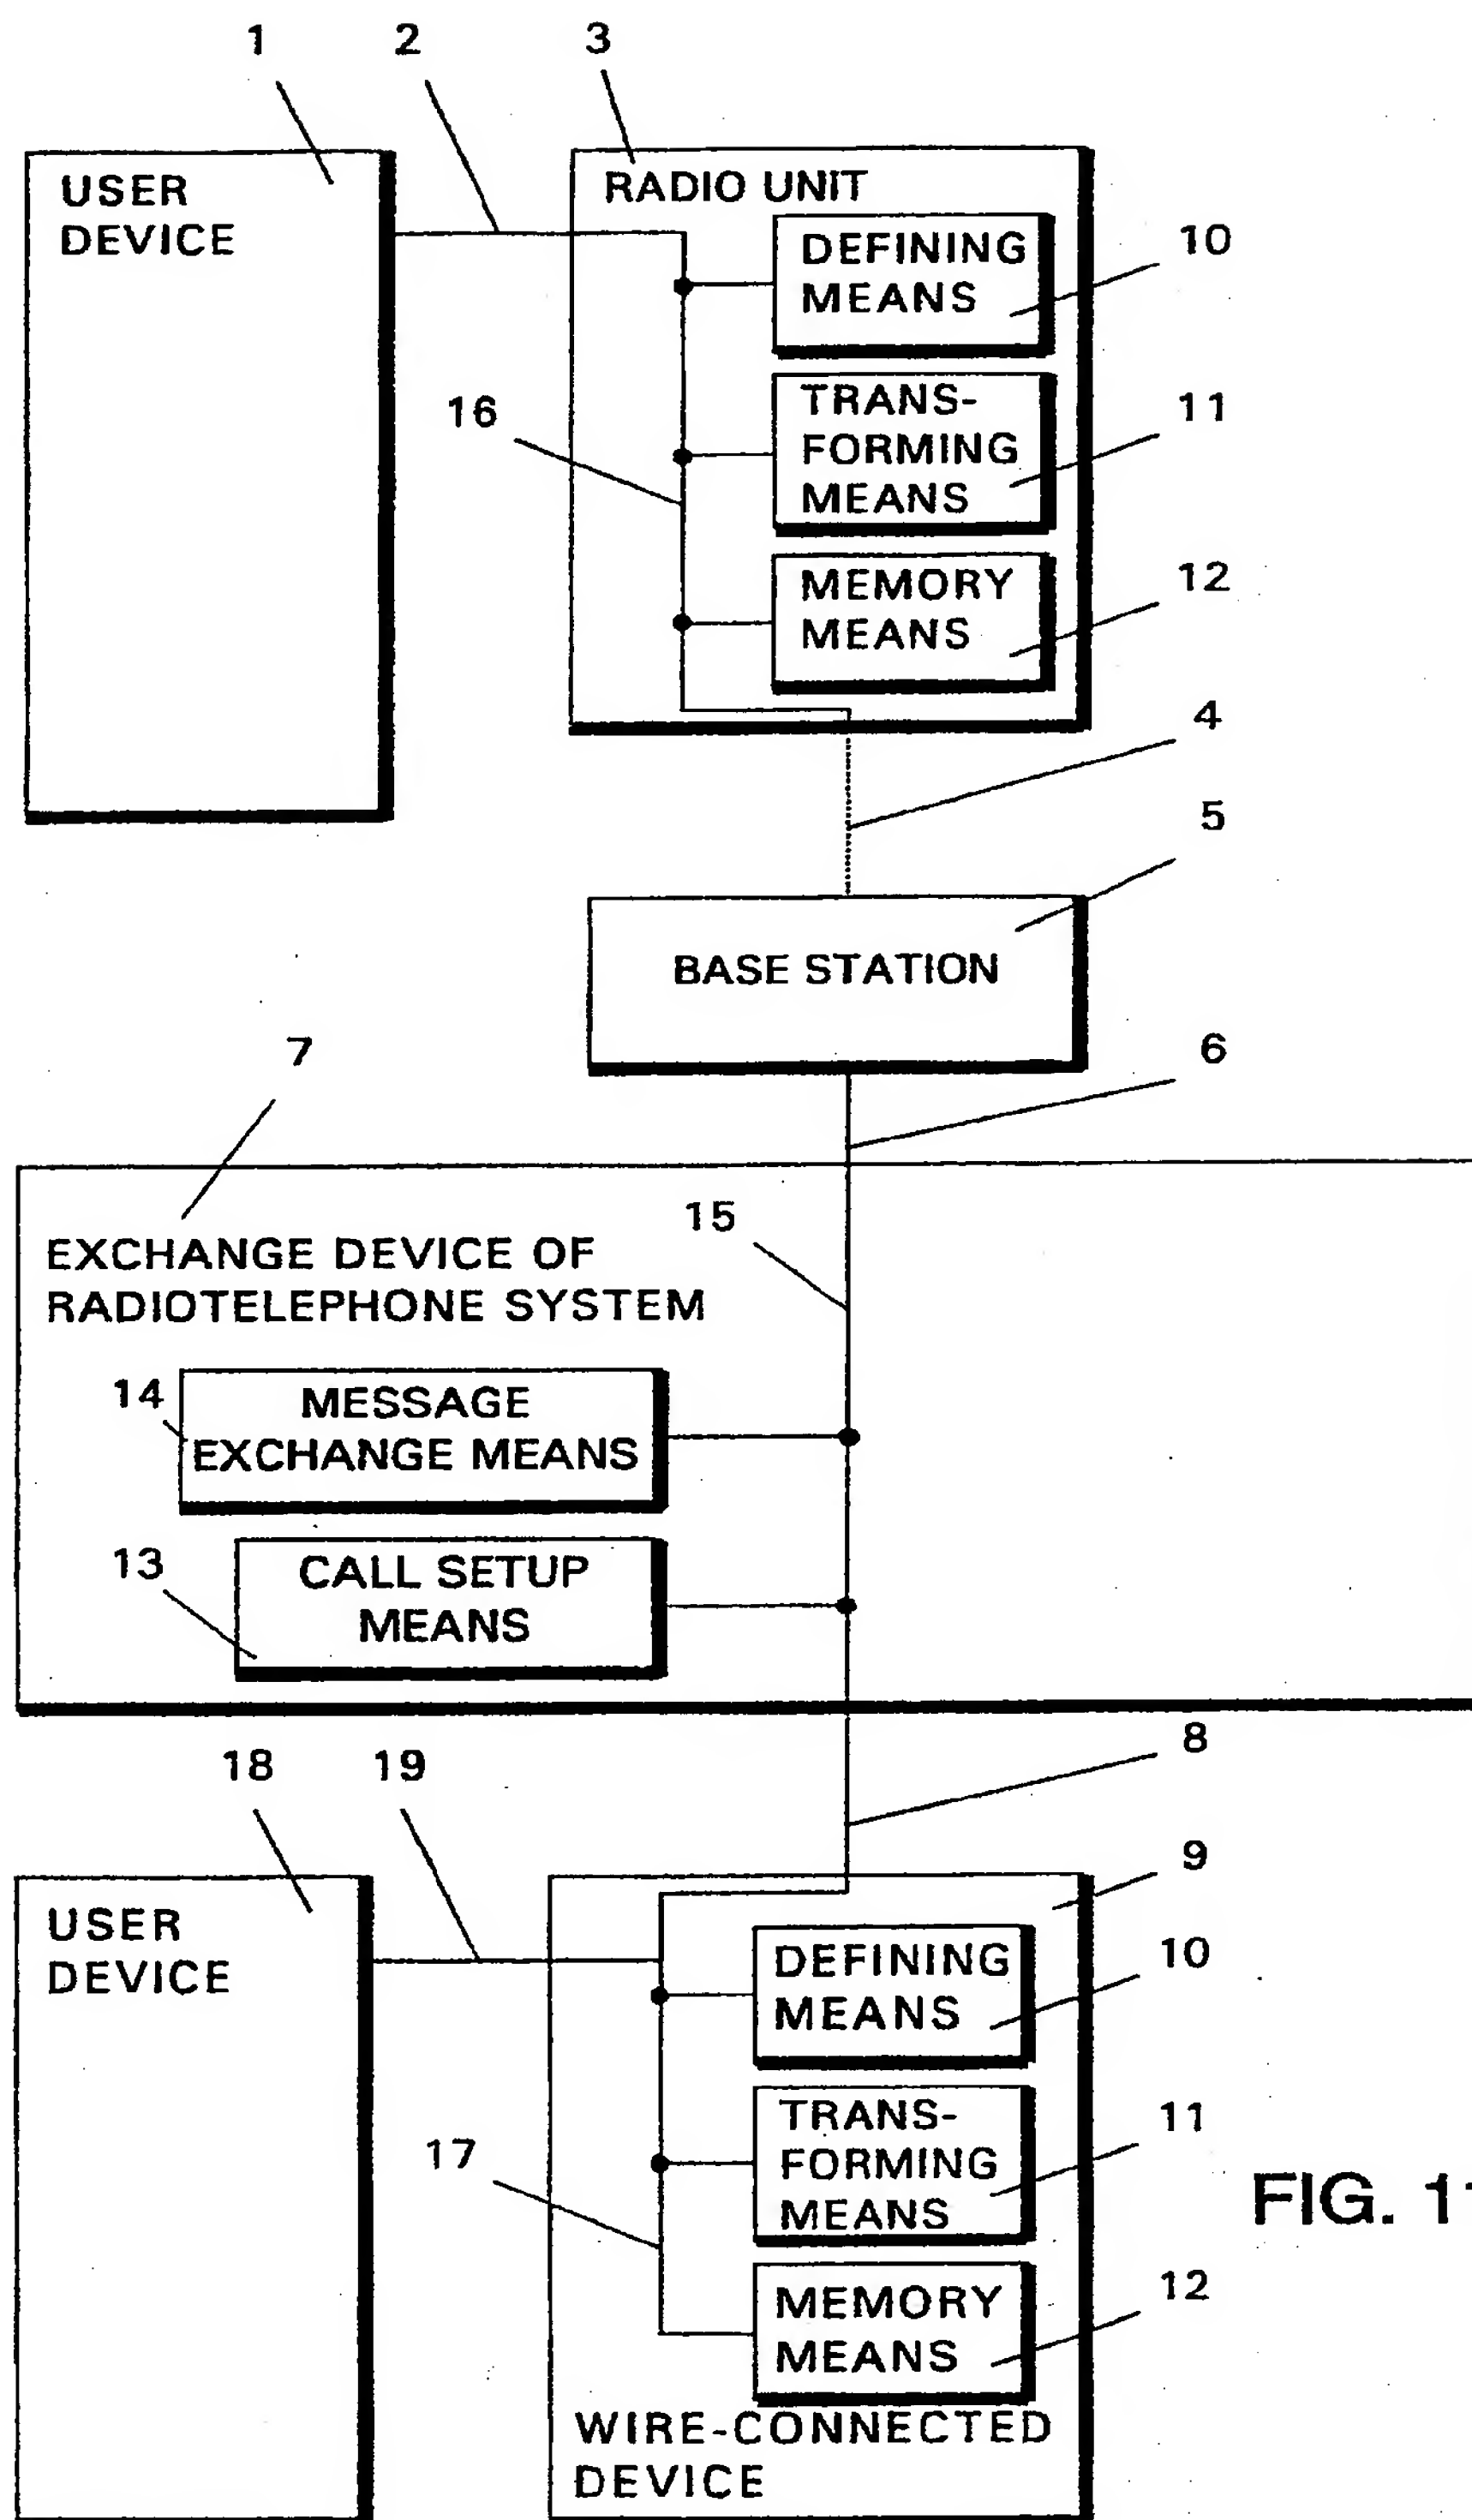 1 2 3
USER
DEVICE
RADIO UNIT
DEFINING
MEANS
10
16
TRANS-
FORMING
MEANS
11
MEMORY
MEANS
12
4
5
BASE STATION
7
6
15
EXCHANGE DEVICE OF
RADIOTELEPHONE SYSTEM
14
MESSAGE
EXCHANGE MEANS
13
CALL SETUP
MEANS
8
18 19
9
USER
DEVICE
DEFINING
MEANS
10
17
TRANS-
FORMING
MEANS
11
FIG. 1
MEMORY
MEANS
12
WIRE-CONNECTED
DEVICE